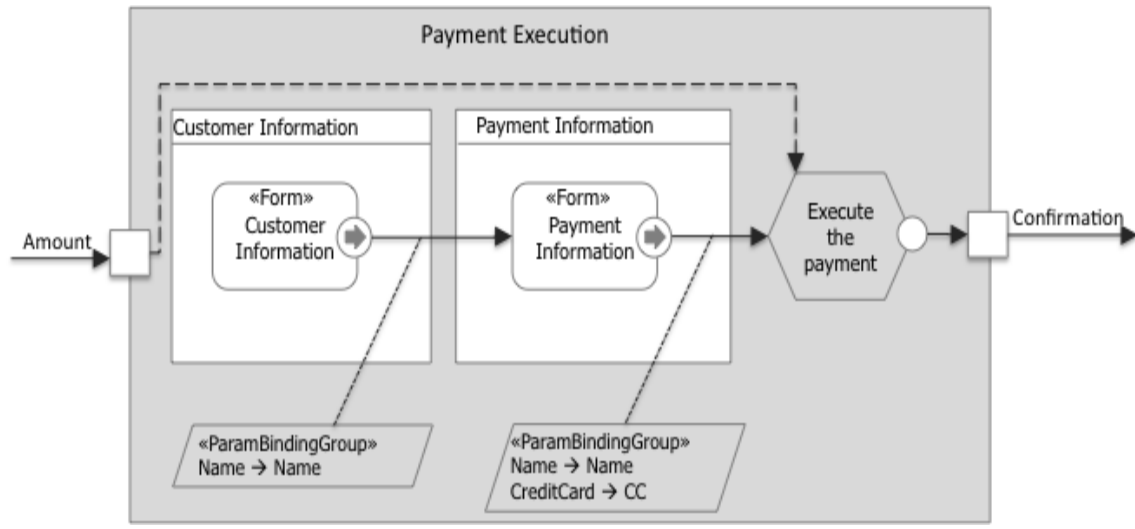 Payment Execution
Customer Information
Payment Information
«Form»
Customer
Information
«Form»
Payment
Information
Execute
the
payment
Amount
Confirmation
«ParamBindingGroup»
Name → Name
«ParamBindingGroup»
Name → Name
CreditCard → CC